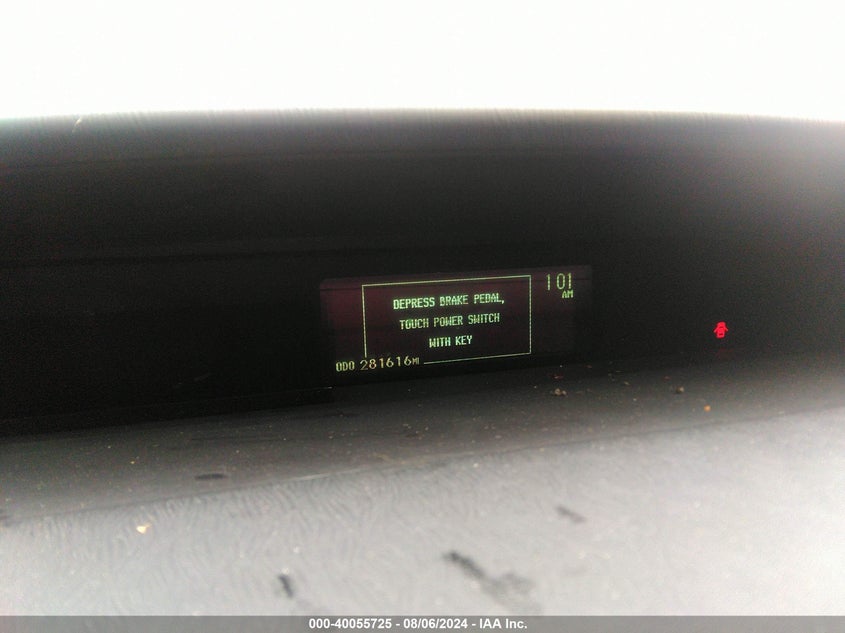 1:01
AM
DEPRESS BRAKE PEDAL,
TOUCH POWER SWITCH
WITH KEY
ODO 281616MI
000-40055725 - 08/06/2024 - IAA Inc.